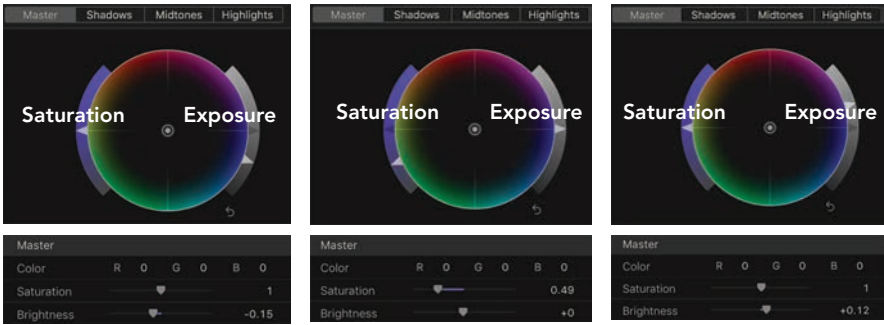 Master Shadows Midtones Highlights
Saturation Exposure
Master
Color R 0 G 0 B 0
Saturation 1
Brightness -0.15
Master Shadows Midtones Highlights
Saturation Exposure
Master
Color R 0 G 0 B 0
Saturation 0.49
Brightness +0
Master Shadows Midtones Highlights
Saturation Exposure
Master
Color R 0 G 0 B 0
Saturation 1
Brightness +0.12